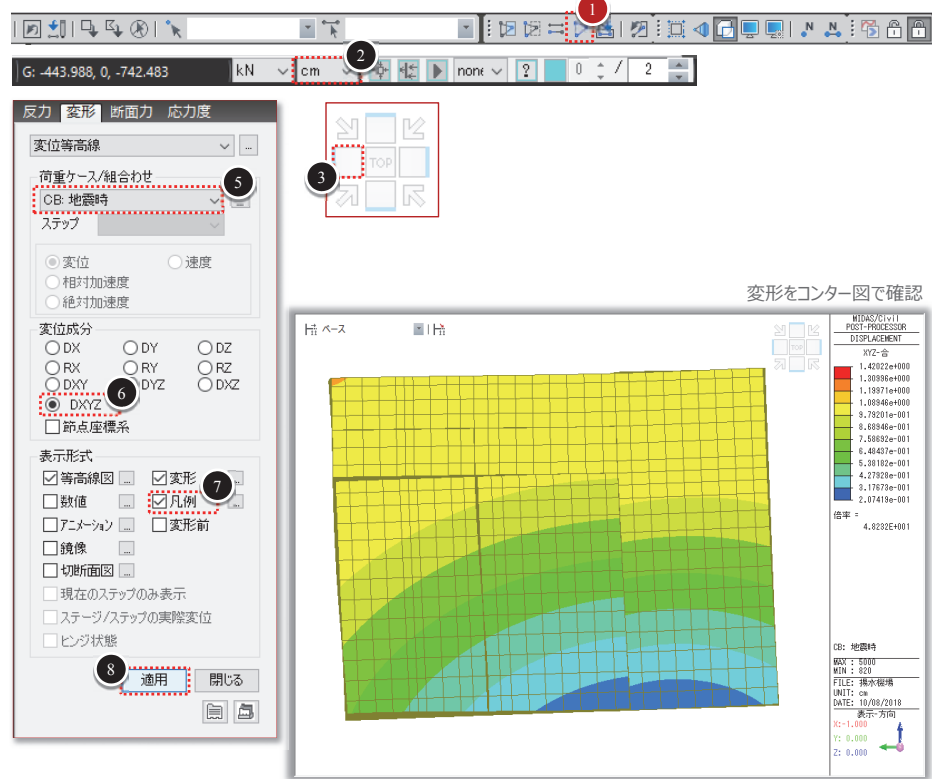 1
N N
2
G: -443.988, 0, -742.483
kN
cm
none
?
0 / 2
反力 変形 断面力 応力度
変位等高線
...
荷重ケース/組合わせ
5
CB: 地震時
...
ステップ
変位 速度
相対加速度
絶対加速度
変位成分
DX DY DZ
RX RY RZ
DXY DYZ DXZ
6
DXYZ
節点座標系
表示形式
等高線図 ... 変形 ...
7
数値 ... 凡例 ...
アニメーション ... 変形前
鏡像 ...
切断面図 ...
現在のステップのみ表示
ステージ/ステップの実際変位
ヒンジ状態
8
適用 閉じる
3
TOP
変形をコンター図で確認
ベース
TOP
MIDAS/Civil
POST-PROCESSOR
DISPLACEMENT
XYZ-合
1.42022e+000
1.30996e+000
1.19971e+000
1.08946e+000
9.79201e-001
8.68946e-001
7.58692e-001
6.48437e-001
5.38182e-001
4.27928e-001
3.17673e-001
2.07419e-001
倍率 =
4.8232E+001
CB: 地震時
MAX : 5000
MIN : 820
FILE: 揚水機場
UNIT: cm
DATE: 10/08/2018
表示-方向
X:-1.000
Y: 0.000
Z: 0.000